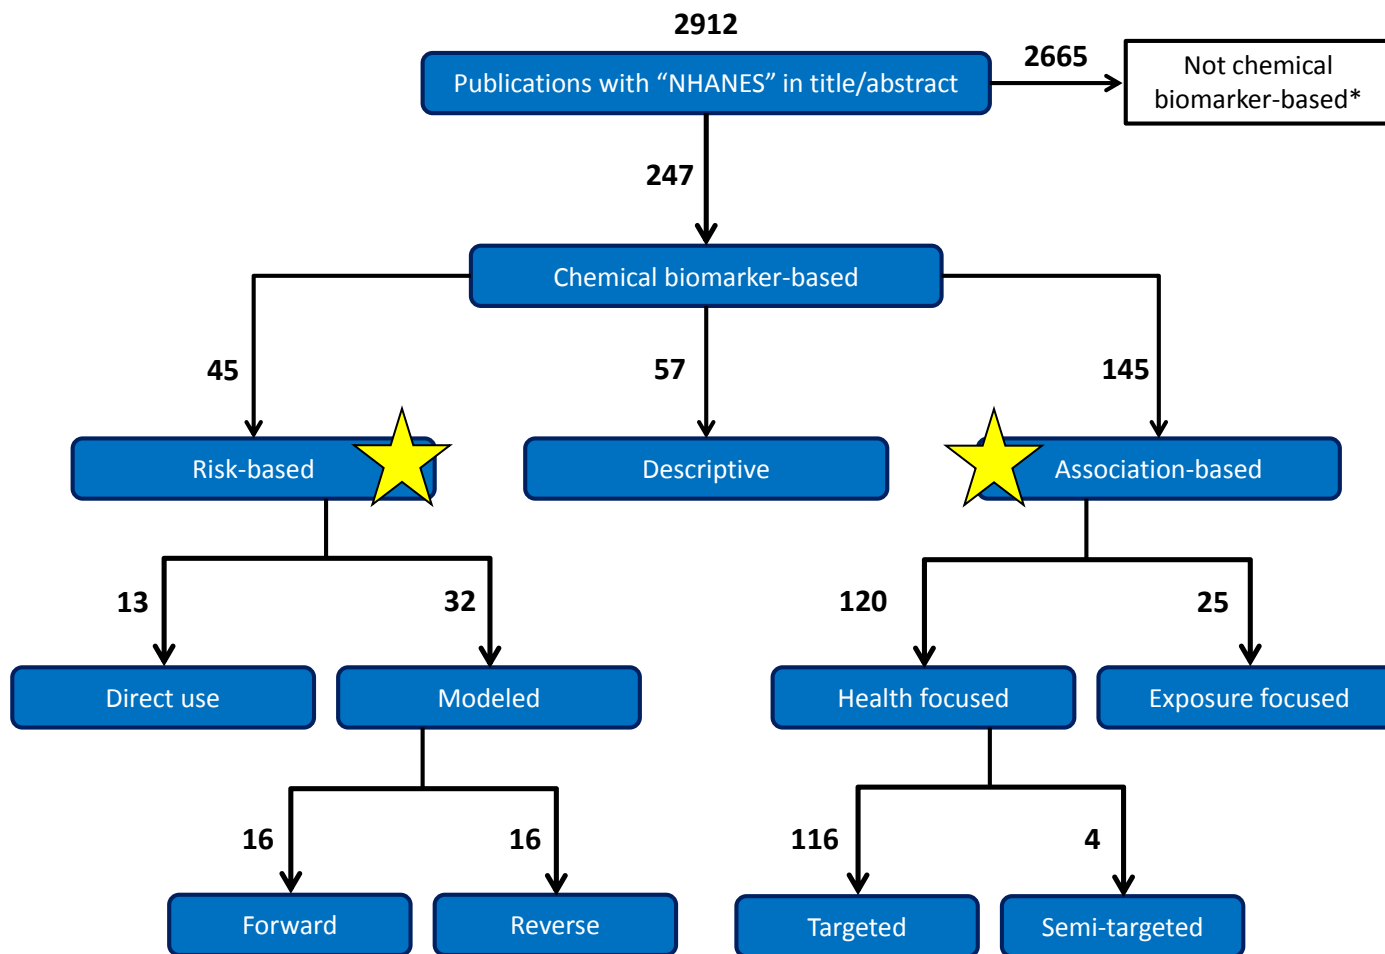 2912
Publications with “NHANES” in title/abstract
2665
Not chemical
biomarker-based*
247
Chemical biomarker-based
45
57
145
Risk-based
Descriptive
Association-based
13
32
120
25
Direct use
Modeled
Health focused
Exposure focused
16
16
116
4
Forward
Reverse
Targeted
Semi-targeted